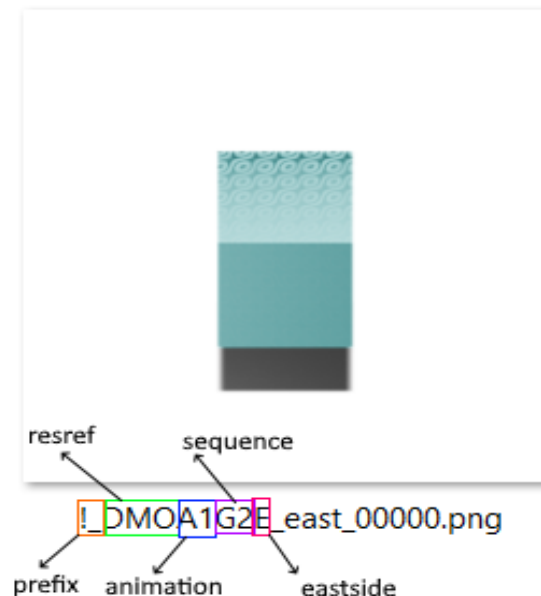 resref
sequence
!_DMOA1G2E_east_00000.png
prefix
animation
eastside